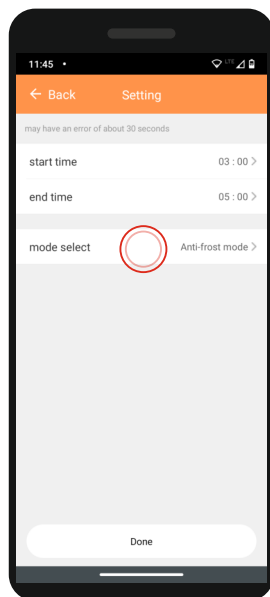 11:45
LTE
Back
Setting
may have an error of about 30 seconds
start time
03 : 00
end time
05 : 00
mode select
Anti-frost mode
Done